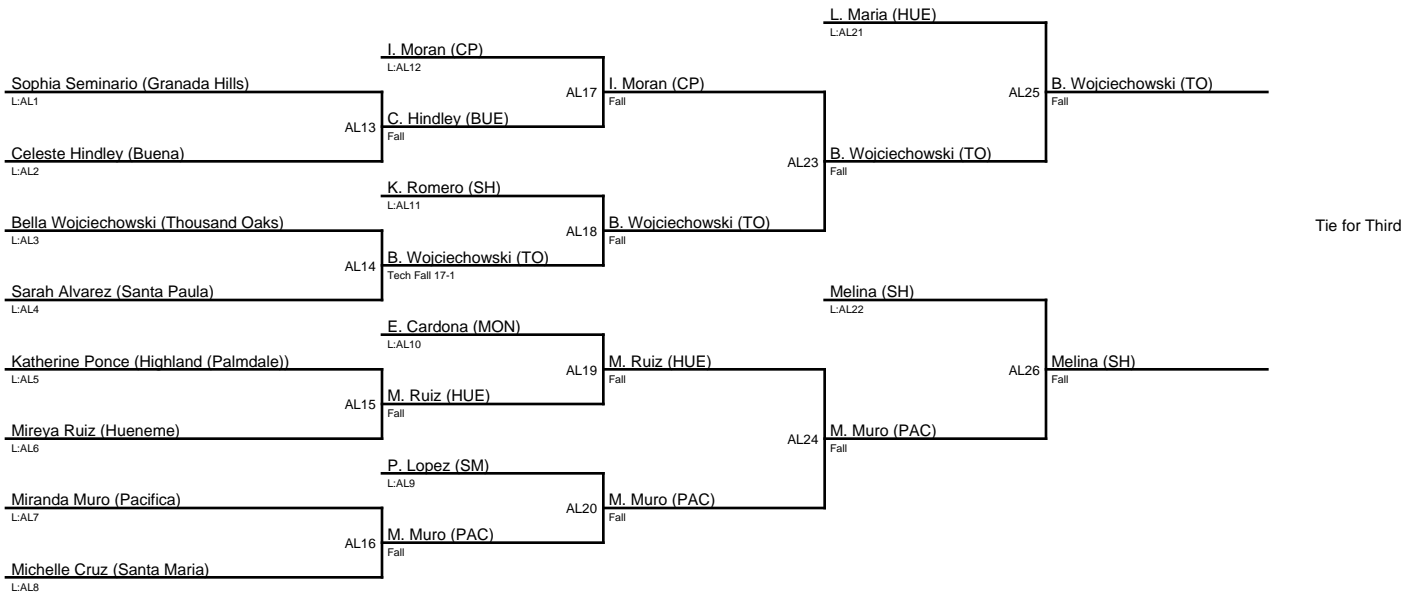 L. Maria (HUE)
L:AL21
I. Moran (CP)
L:AL12
Sophia Seminario (Granada Hills)
L:AL1
AL17
I. Moran (CP)
Fall
AL25
B. Wojciechowski (TO)
Fall
AL13
C. Hindley (BUE)
Fall
Celeste Hindley (Buena)
L:AL2
AL23
B. Wojciechowski (TO)
Fall
K. Romero (SH)
L:AL11
Bella Wojciechowski (Thousand Oaks)
L:AL3
AL18
B. Wojciechowski (TO)
Fall
Tie for Third
AL14
B. Wojciechowski (TO)
Tech Fall 17-1
Sarah Alvarez (Santa Paula)
L:AL4
Melina (SH)
L:AL22
E. Cardona (MON)
L:AL10
Katherine Ponce (Highland (Palmdale))
L:AL5
AL19
M. Ruiz (HUE)
Fall
AL26
Melina (SH)
Fall
AL15
M. Ruiz (HUE)
Fall
Mireya Ruiz (Hueneme)
L:AL6
AL24
M. Muro (PAC)
Fall
P. Lopez (SM)
L:AL9
Miranda Muro (Pacifica)
L:AL7
AL20
M. Muro (PAC)
Fall
AL16
M. Muro (PAC)
Fall
Michelle Cruz (Santa Maria)
L:AL8